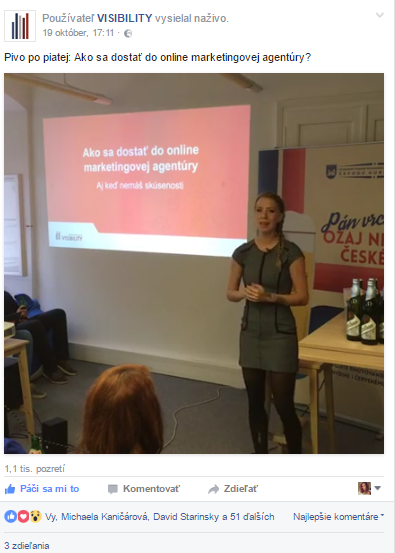 Používateľ VISIBILITY vysielal naživo.
19 október, 17:11 ·
Pivo po piatej: Ako sa dostať do online marketingovej agentúry?
Ako sa dostať do online
marketingovej agentúry
Aj keď nemáš skúsenosti
VISIBILITY
Pán vrc
OŽAJ NE
ČESKÉ
1,1 tis. pozretí
Páči sa mi to
Komentovať
Zdieľať
Vy, Michaela Kaničárová, David Starinsky a 51 ďalších
Najlepšie komentáre
3 zdieľania